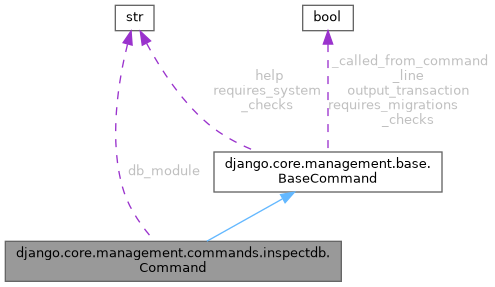 str
bool
help
requires_system
_checks
_called_from_command
_line
output_transaction
requires_migrations
_checks
db_module
django.core.management.base.
BaseCommand
django.core.management.commands.inspectdb.
Command